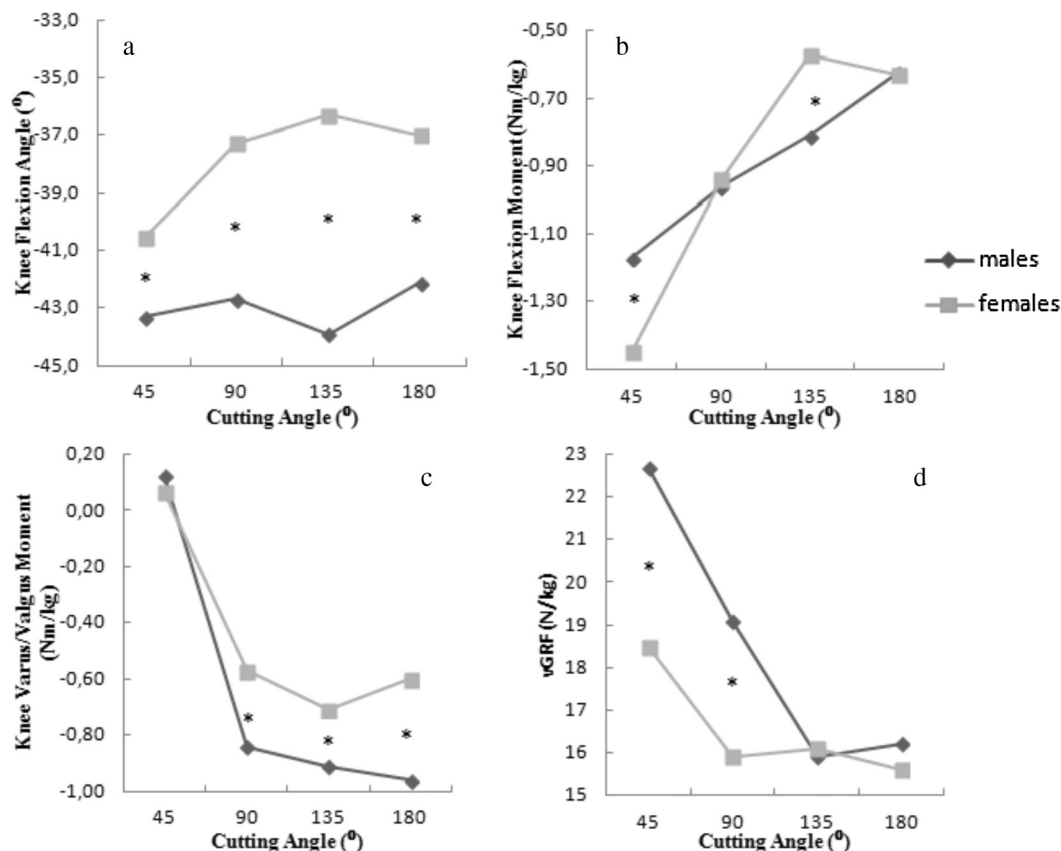 a
Knee Flexion Angle (⁰)
-33,0
-35,0
-37,0
-39,0
-41,0
-43,0
-45,0
*
*
*
*
45 90 135 180
Cutting Angle (⁰)
b
Knee Flexion Moment (Nm/kg)
-0,50
-0,70
-0,90
-1,10
-1,30
-1,50
*
*
45 90 135 180
Cutting Angle (⁰)
males
females
c
Knee Varus/Valgus Moment
(Nm/kg)
0,20
0,00
-0,20
-0,40
-0,60
-0,80
-1,00
*
*
*
45 90 135 180
Cutting Angle (⁰)
d
vGRF (N/kg)
23
22
21
20
19
18
17
16
15
*
*
45 90 135 180
Cutting Angle (⁰)